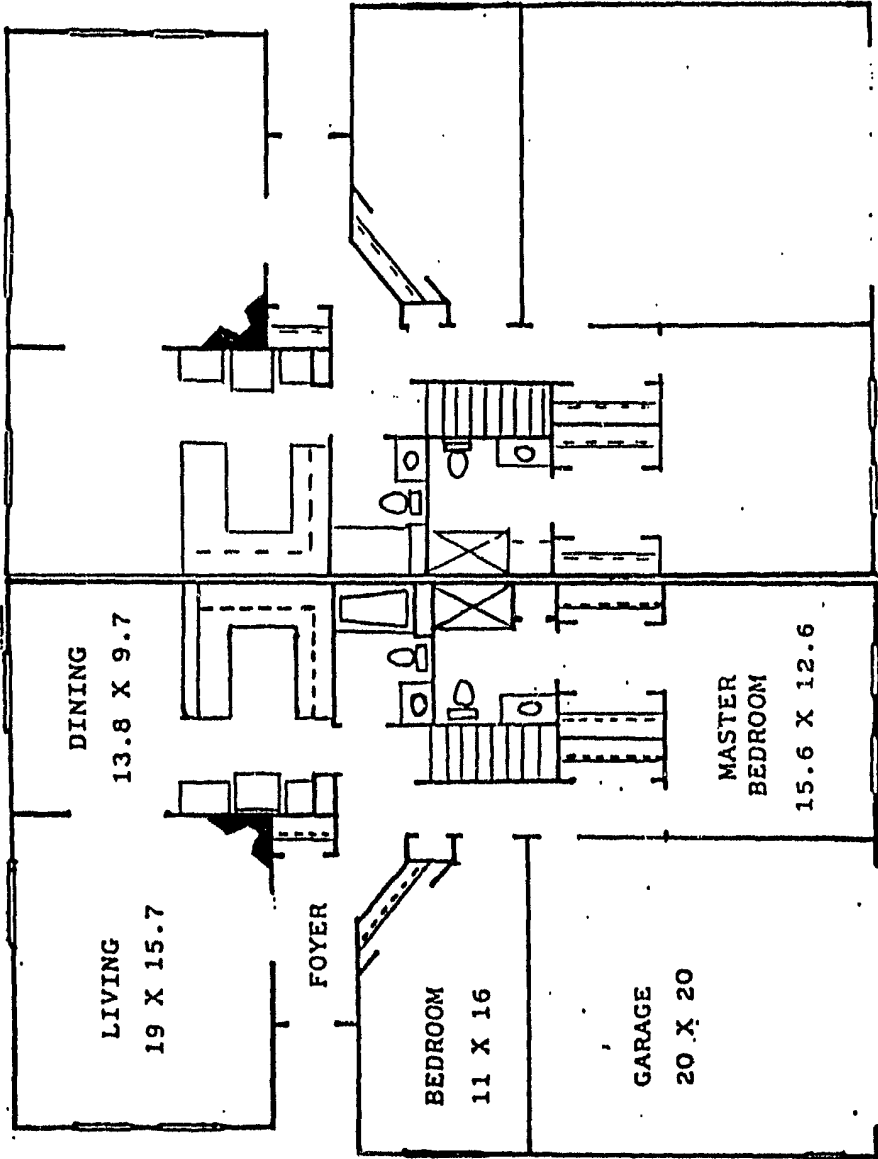 LIVING
19 X 15.7
DINING
13.8 X 9.7
FOYER
BEDROOM
11 X 16
GARAGE
20 X 20
MASTER
BEDROOM
15.6 X 12.6